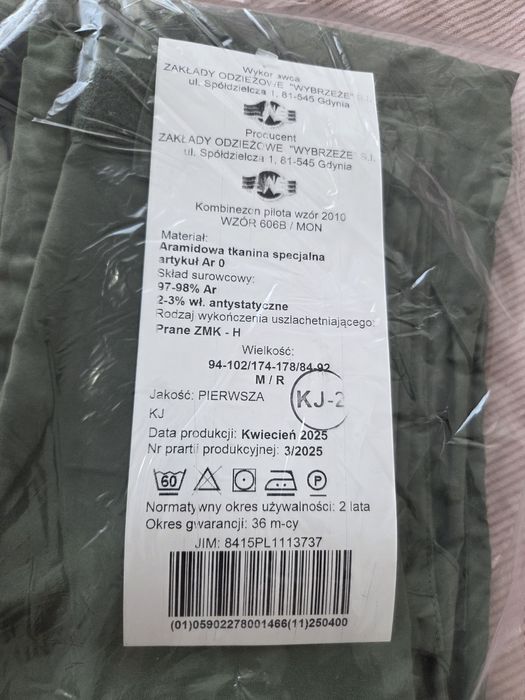 Wykonawca
ZAKŁADY ODZIEŻOWE "WYBRZEŻE" S.I.
ul. Spółdzielcza 1, 81-545 Gdynia
Producent
ZAKŁADY ODZIEŻOWE "WYBRZEŻE" S.I.
ul. Spółdzielcza 1, 81-545 Gdynia
Kombinezon pilota wzór 2010
WZÓR 606B / MON
Materiał:
Aramidowa tkanina specjalna
artykuł Ar 0
Skład surowcowy:
97-98% Ar
2-3% wł. antystatyczne
Rodzaj wykończenia uszlachetniającego:
Prane ZMK - H
Wielkość:
94-102/174-178/84-92
M / R
Jakość: PIERWSZA
KJ-2
KJ
Data produkcji: Kwiecień 2025
Nr prartii produkcyjnej: 3/2025
60
P
Normatywny okres używalności: 2 lata
Okres gwarancji: 36 m-cy
JIM: 8415PL1113737
(01)05902278001466(11)250400